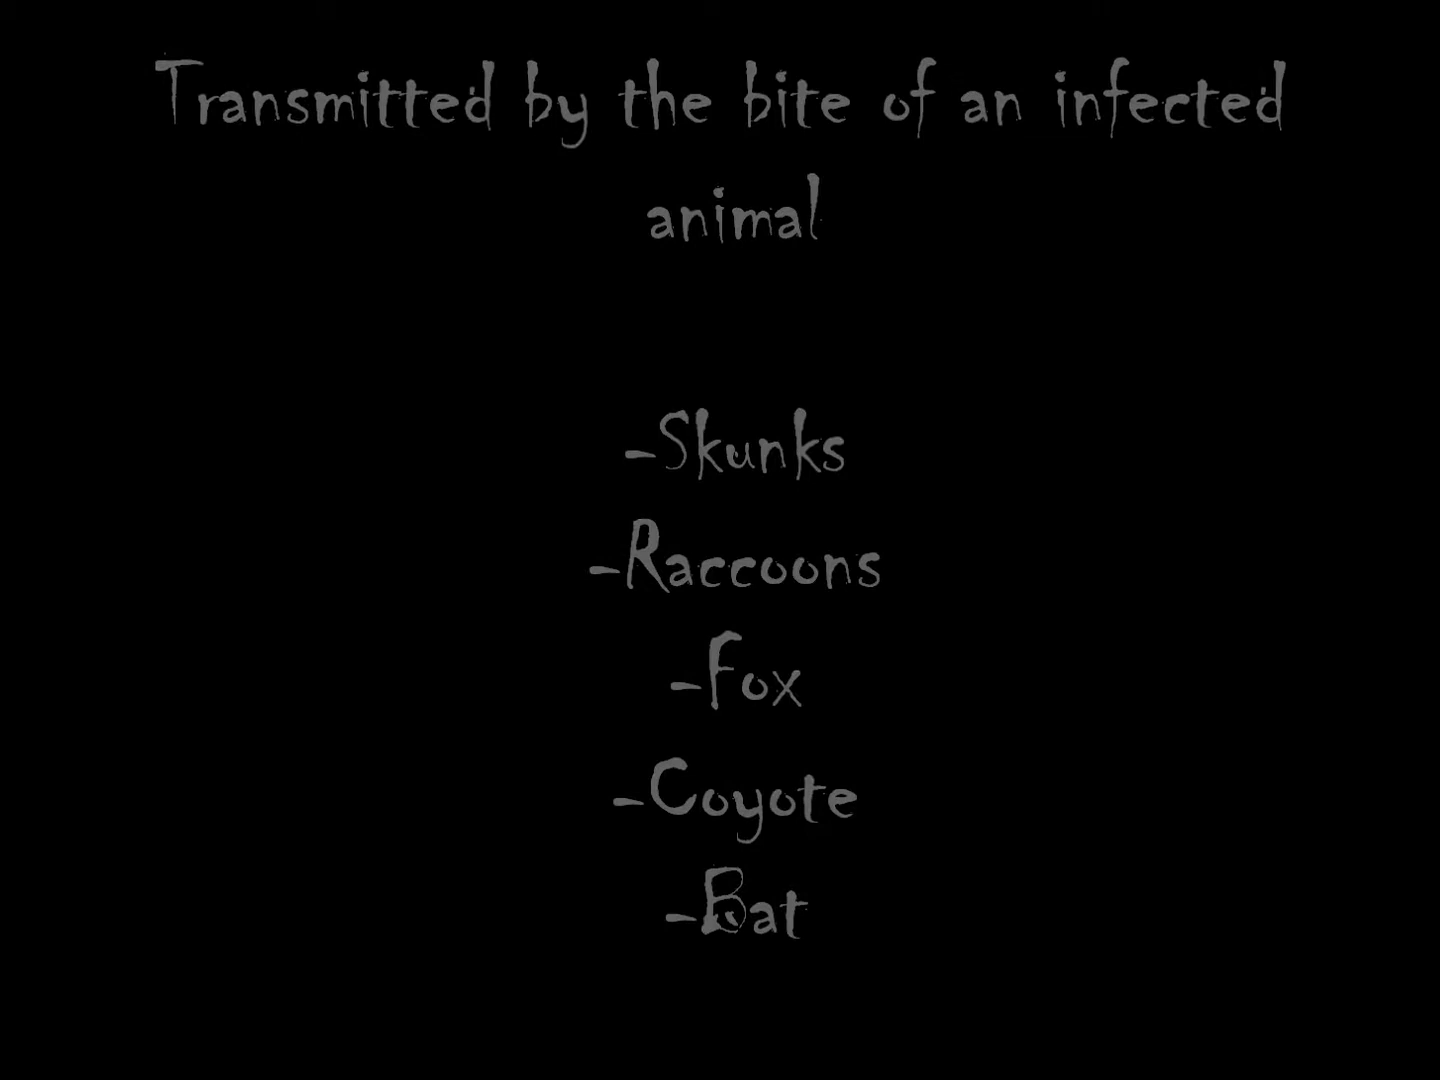 Transmitted by the bite of an infected
animal
-Skunks
-Raccoons
-Fox
-Coyote
-Bat